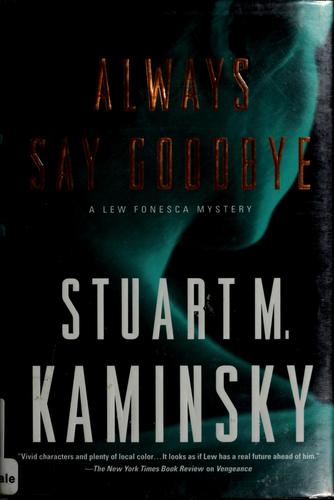 ALWAYS
SAY GOODBYE
A LEW FONESCA MYSTERY
STUART M.
KAMINSKY
"Vivid characters and plenty of local color...It looks as if Lew has a real future ahead of him."
—The New York Times Book Review on Vengeance
ale